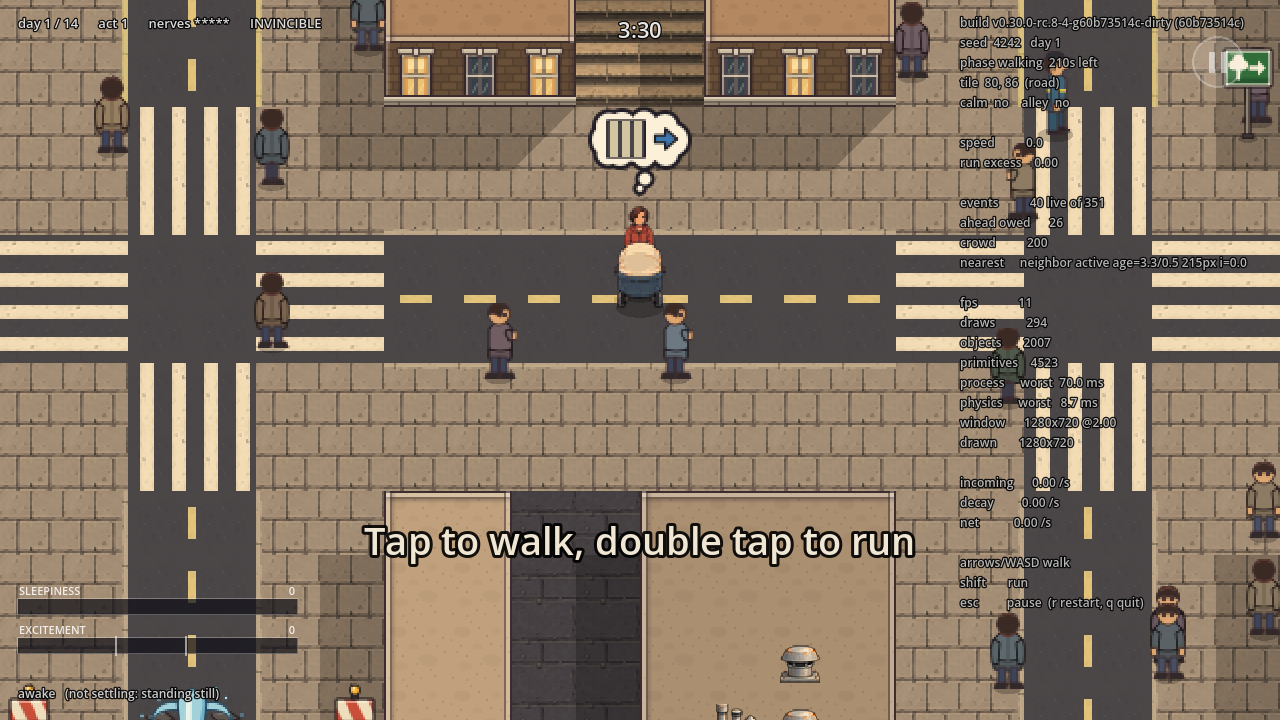 day 1 / 14 act 1 nerves ***** INVINCIBLE
3:30
build v0.30.0-rc.8-4-g60b73514c-dirty (60b73514c)
seed 4242 day 1
phase walking 210s left
tile 80, 86 (road)
calm no alley no
speed 0.0
run excess 0.00
events 40 live of 351
ahead owed 26
crowd 200
nearest neighbor active age=3.3/0.5 215px i=0.0
fps 11
draws 294
objects 2007
primitives 4523
process worst 70.0 ms
physics worst 8.7 ms
window 1280x720 @2.00
drawn 1280x720
incoming 0.00 /s
decay 0.00 /s
net 0.00 /s
arrows/WASD walk
shift run
esc pause (r restart, q quit)
Tap to walk, double tap to run
SLEEPINESS 0
EXCITEMENT 0
awake (not settling: standing still) .